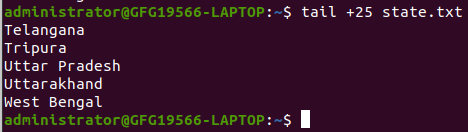 administrator@GFG19566-LAPTOP:~$ tail +25 state.txt
Telangana
Tripura
Uttar Pradesh
Uttarakhand
West Bengal
administrator@GFG19566-LAPTOP:~$